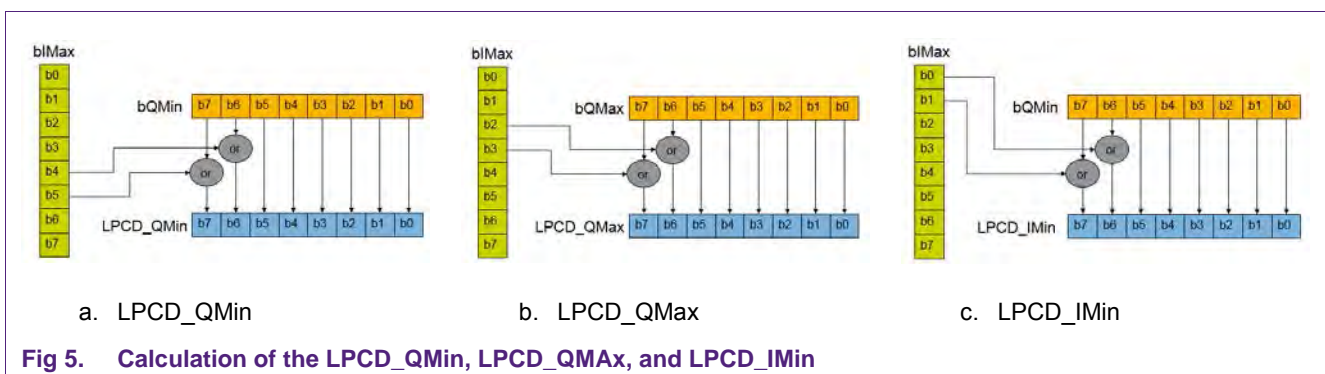 bIMax
b0
b1
b2
b3
b4
b5
b6
b7
bQMin b7 b6 b5 b4 b3 b2 b1 b0
or
or
LPCD_QMin b7 b6 b5 b4 b3 b2 b1 b0
a. LPCD_QMin
bIMax
b0
b1
b2
b3
b4
b5
b6
b7
bQMax b7 b6 b5 b4 b3 b2 b1 b0
or
or
LPCD_QMax b7 b6 b5 b4 b3 b2 b1 b0
b. LPCD_QMax
bIMax
b0
b1
b2
b3
b4
b5
b6
b7
bQMin b7 b6 b5 b4 b3 b2 b1 b0
or
or
LPCD_IMin b7 b6 b5 b4 b3 b2 b1 b0
c. LPCD_IMin
Fig 5. Calculation of the LPCD_QMin, LPCD_QMAx, and LPCD_IMin